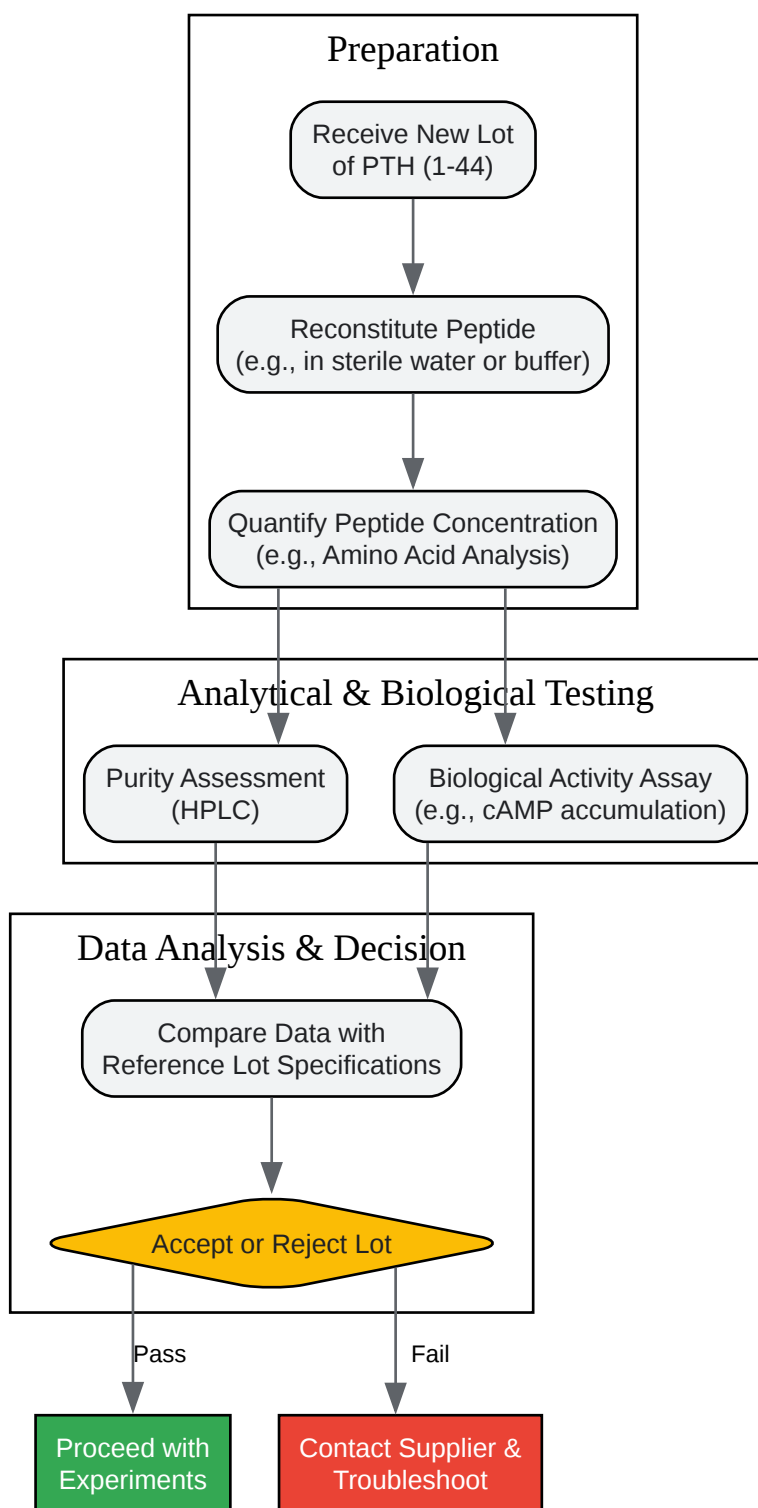 Preparation
Receive New Lot
of PTH (1-44)
Reconstitute Peptide
(e.g., in sterile water or buffer)
Quantify Peptide Concentration
(e.g., Amino Acid Analysis)
Analytical & Biological Testing
Purity Assessment
(HPLC)
Biological Activity Assay
(e.g., cAMP accumulation)
Data Analysis & Decision
Compare Data with
Reference Lot Specifications
Accept or Reject Lot
Pass
Fail
Proceed with
Experiments
Contact Supplier &
Troubleshoot